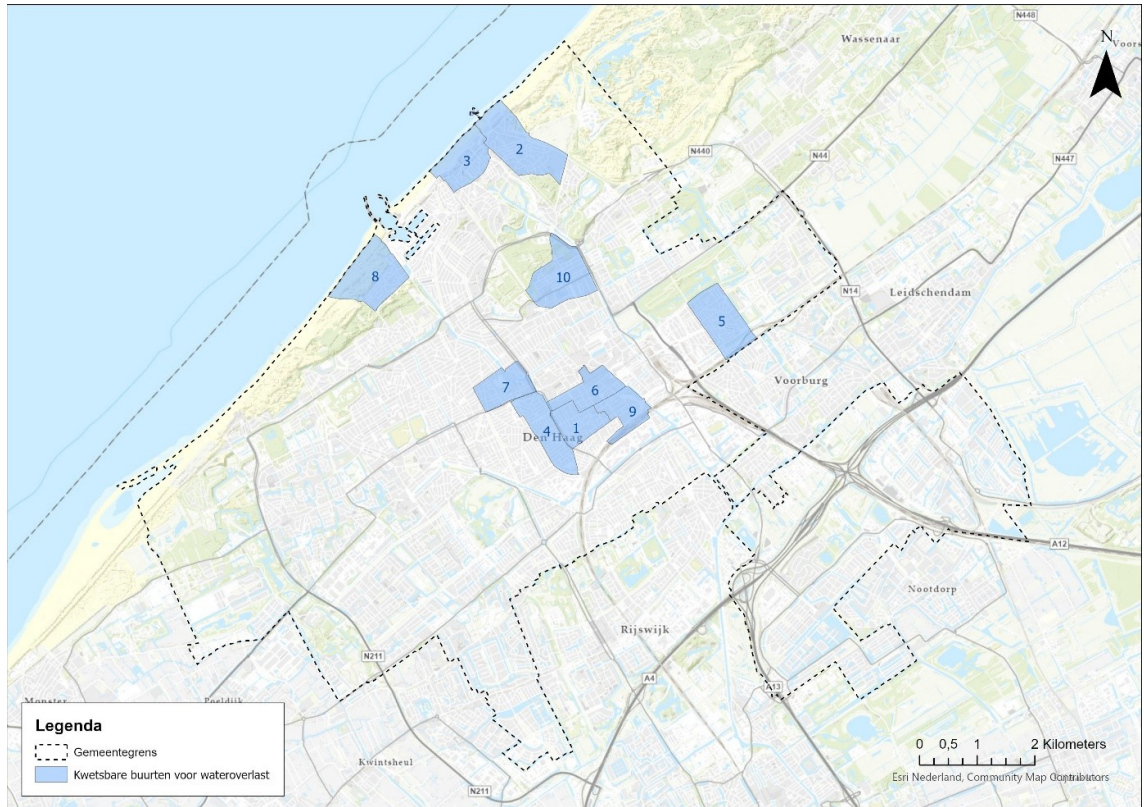 N448
Wassenaar
N
Voors
N440
N44
N447
2
3
8
10
5
N14
Leidschendam
Voorburg
7
6
9
4
1
Den Haag
A12
Nootdorp
Rijswijk
N211
A4
A13
Monster
Poeldijk
Kwintsheul
N211
Legenda
Gemeentegrens
Kwetsbare buurten voor wateroverlast
0 0,5 1 2 Kilometers
Esri Nederland, Community Map Contributors